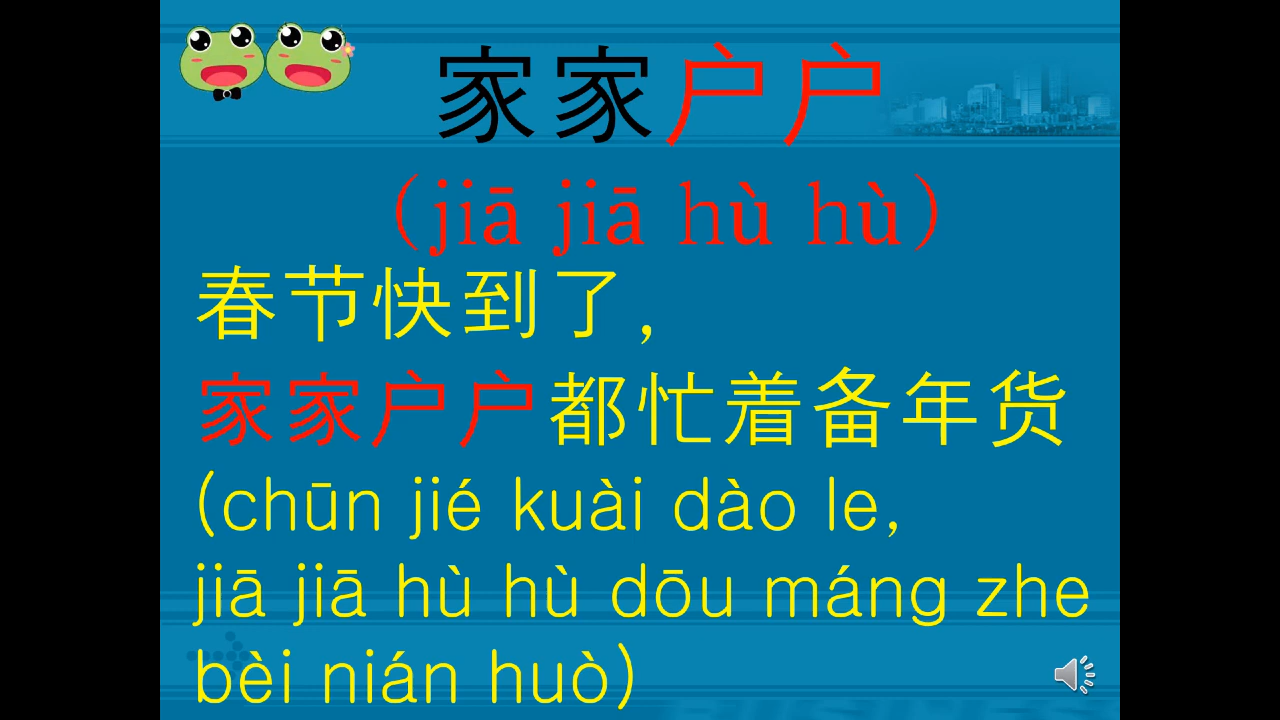 家家户户
(jiā jiā hù hù)
春节快到了,
家家户户都忙着备年货
(chūn jié kuài dào le,
jiā jiā hù hù dōu máng zhe
bèi nián huò)